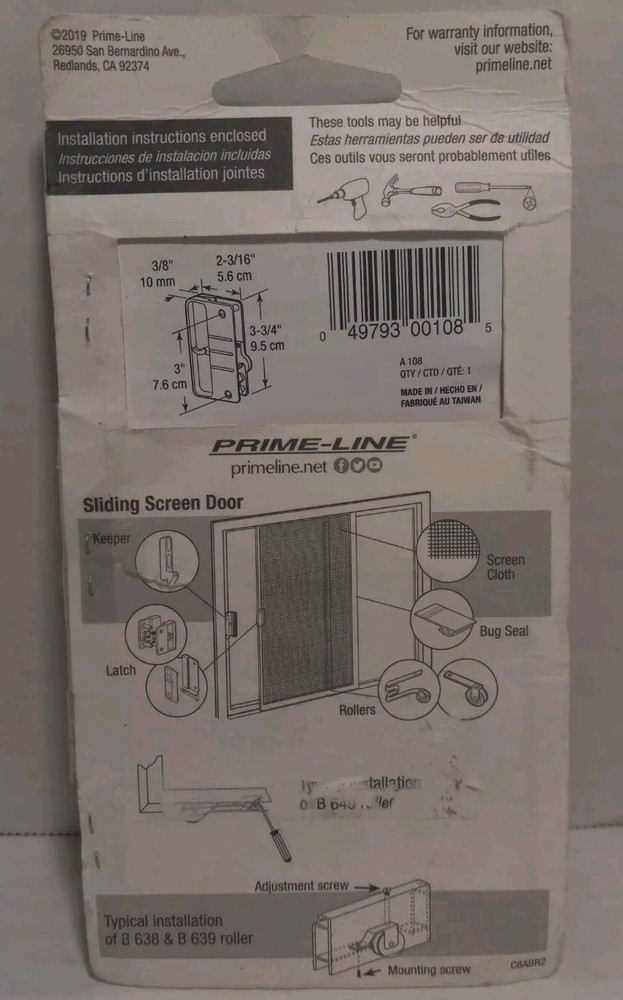 ©2019 Prime-Line
26950 San Bernardino Ave.,
Redlands, CA 92374
For warranty information,
visit our website:
primeline.net
Installation instructions enclosed
Instrucciones de instalacion incluidas
Instructions d'installation jointes
These tools may be helpful
Estas herramientas pueden ser de utilidad
Ces outils vous seront probablement utiles
3/8"
10 mm
2-3/16"
5.6 cm
3-3/4"
9.5 cm
3"
7.6 cm
0 49793 00108 5
A 108
QTY / CTD / QTÉ: 1
MADE IN / HECHO EN /
FABRIQUÉ AU TAIWAN
PRIME-LINE®
primeline.net
Sliding Screen Door
Keeper
Screen
Cloth
Bug Seal
Latch
Rollers
B
Adjustment screw
Typical installation
of B 638 & B 639 roller
Mounting screw
C8ABR2